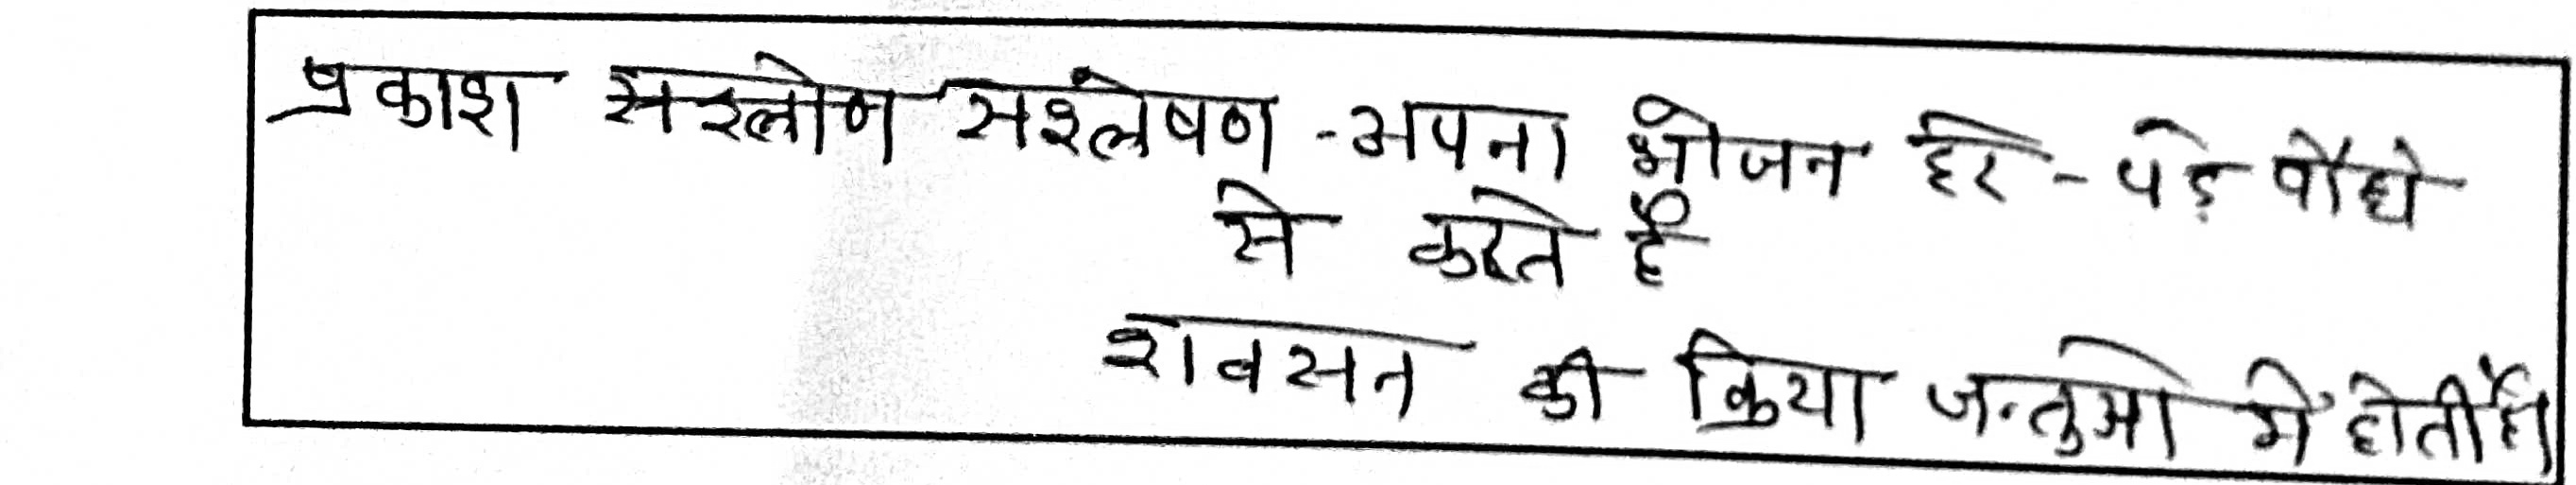 प्रकाश सश्लोण सश्लेषण - अपना भोजन हरे - पेड़ पौधे
से करते है
शवसन की क्रिया जन्तुओ मे होती है।